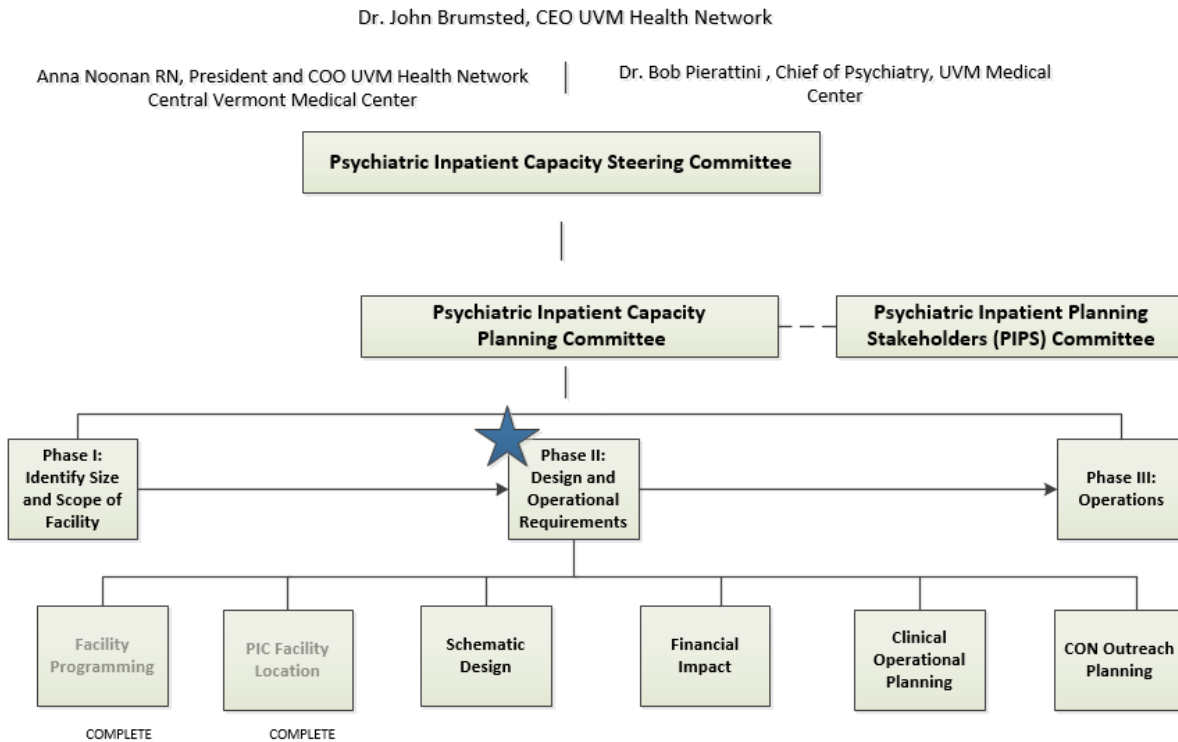 Dr. John Brumsted, CEO UVM Health Network
Anna Noonan RN, President and COO UVM Health Network
Central Vermont Medical Center
Dr. Bob Pierattini , Chief of Psychiatry, UVM Medical
Center
Psychiatric Inpatient Capacity Steering Committee
Psychiatric Inpatient Capacity
Planning Committee
Psychiatric Inpatient Planning
Stakeholders (PIPS) Committee
Phase I:
Identify Size
and Scope of
Facility
Phase II:
Design and
Operational
Requirements
Phase III:
Operations
Facility
Programming
PIC Facility
Location
Schematic
Design
Financial
Impact
Clinical
Operational
Planning
CON Outreach
Planning
COMPLETE
COMPLETE